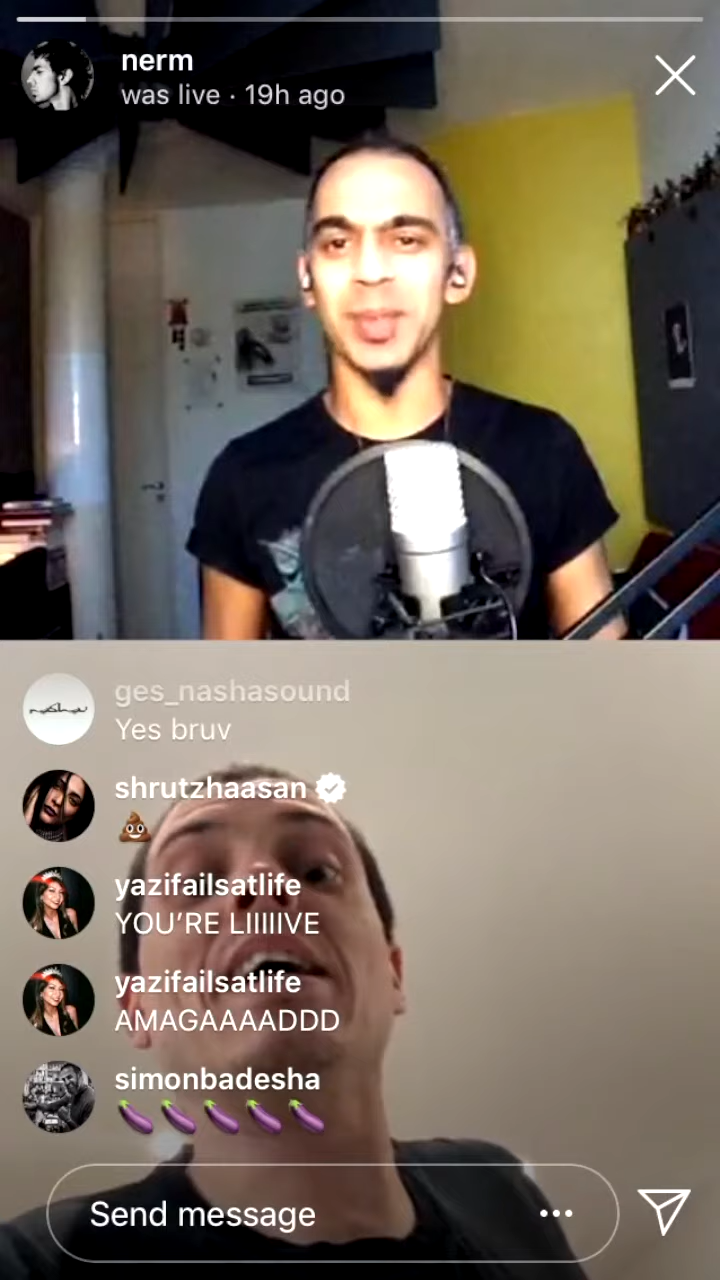 nerm
was live · 19h ago
ges_nashasound
Yes bruv
shrutzhaasan
💩
yazifailsatlife
YOU'RE LIIIIIVE
yazifailsatlife
AMAGAAAADDD
simonbadesha
🍆🍆🍆🍆🍆
Send message